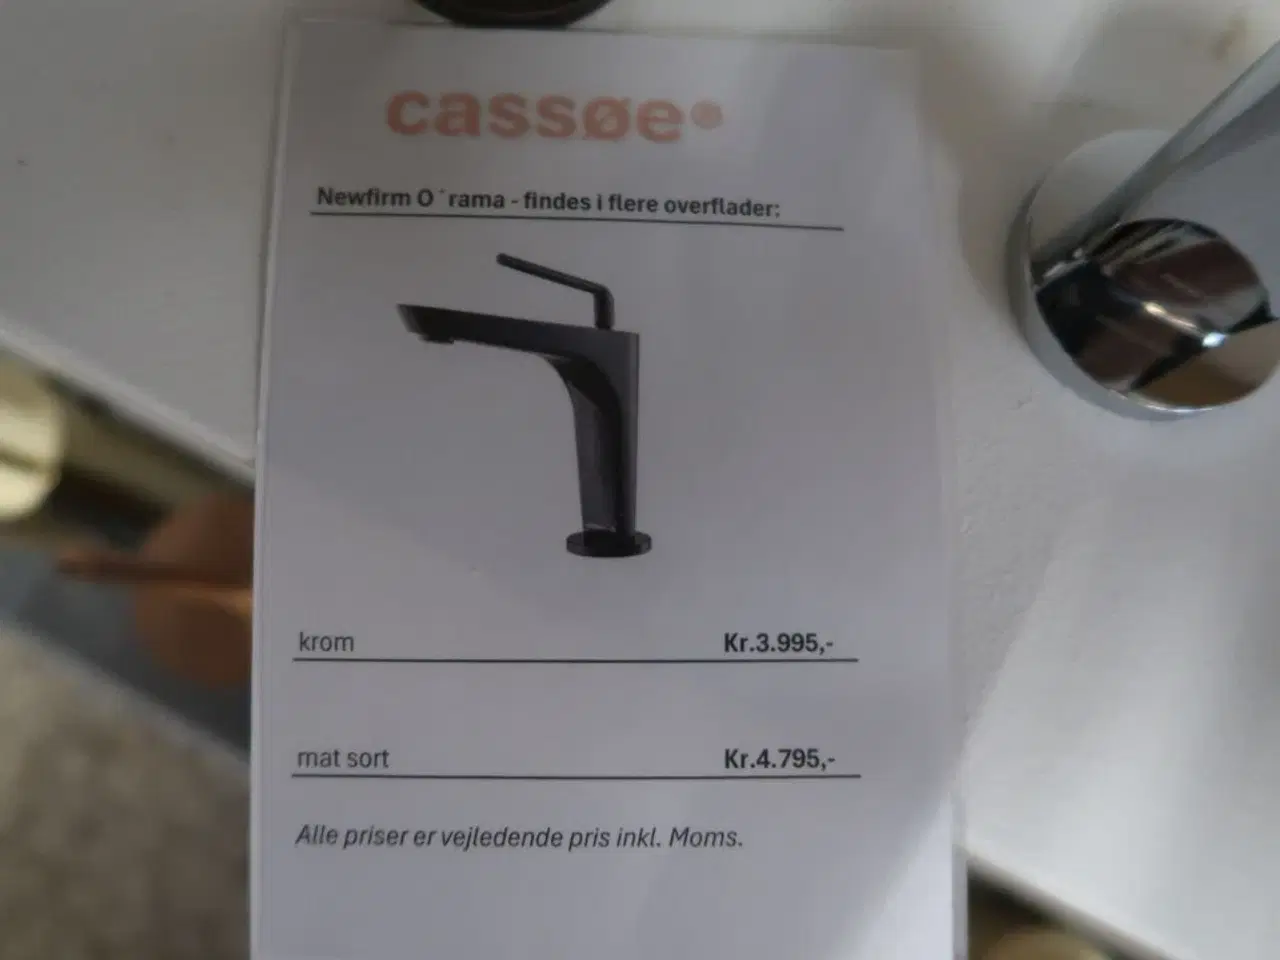 cassøe
Newfirm O´rama - findes i flere overflader:
krom Kr.3.995,-
mat sort Kr.4.795,-
Alle priser er vejledende pris inkl. Moms.